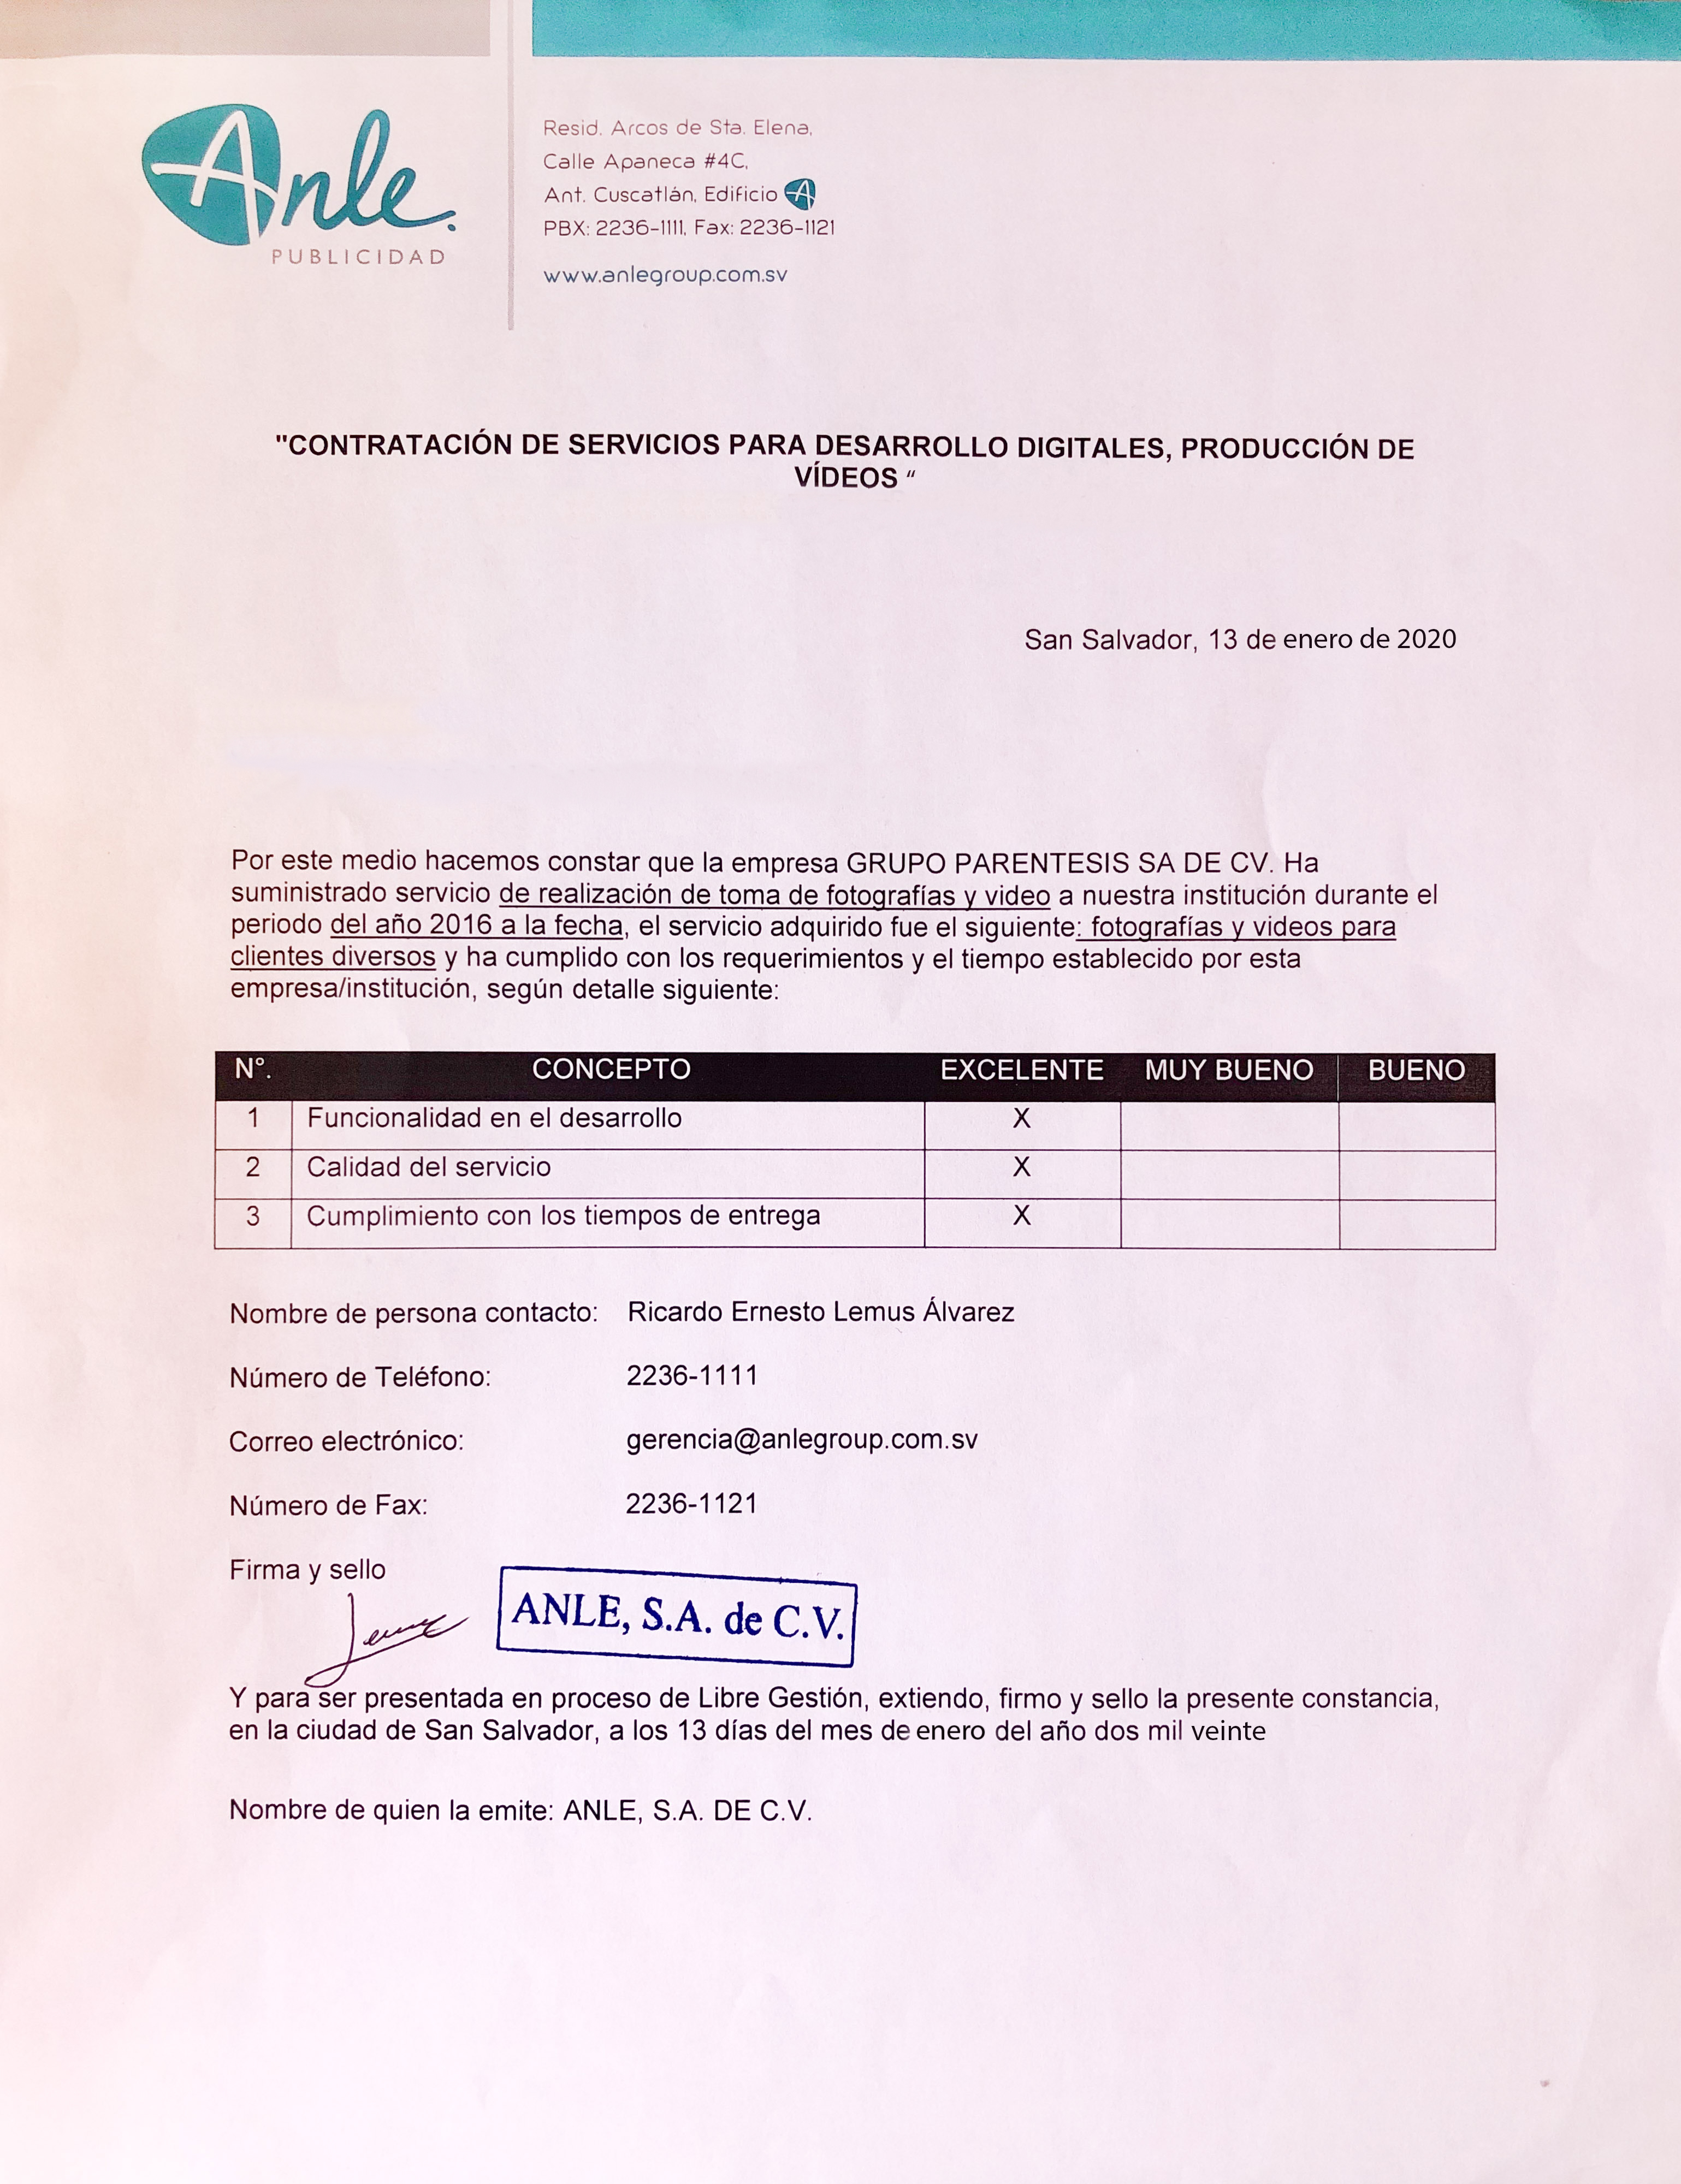 Anle.
PUBLICIDAD
Resid. Arcos de Sta. Elena,
Calle Apaneca #4C,
Ant. Cuscatlán, Edificio A
PBX: 2236-1111, Fax: 2236-1121
www.anlegroup.com.sv
"CONTRATACIÓN DE SERVICIOS PARA DESARROLLO DIGITALES, PRODUCCIÓN DE
VÍDEOS “
San Salvador, 13 de enero de 2020
Por este medio hacemos constar que la empresa GRUPO PARENTESIS SA DE CV. Ha
suministrado servicio de realización de toma de fotografías y video a nuestra institución durante el
periodo del año 2016 a la fecha, el servicio adquirido fue el siguiente: fotografías y videos para
clientes diversos y ha cumplido con los requerimientos y el tiempo establecido por esta
empresa/institución, según detalle siguiente:
N°. CONCEPTO EXCELENTE MUY BUENO BUENO
1 Funcionalidad en el desarrollo X
2 Calidad del servicio X
3 Cumplimiento con los tiempos de entrega X
Nombre de persona contacto: Ricardo Ernesto Lemus Álvarez
Número de Teléfono: 2236-1111
Correo electrónico: gerencia@anlegroup.com.sv
Número de Fax: 2236-1121
Firma y sello
ANLE, S.A. de C.V.
Y para ser presentada en proceso de Libre Gestión, extiendo, firmo y sello la presente constancia,
en la ciudad de San Salvador, a los 13 días del mes de enero del año dos mil veinte
Nombre de quien la emite: ANLE, S.A. DE C.V.